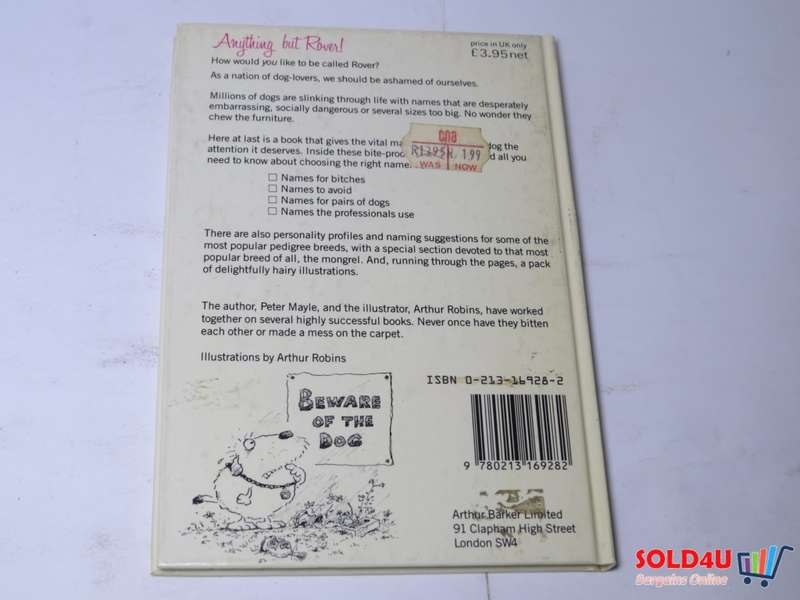 Anything but Rover!
price in UK only
£3.95 net
How would you like to be called Rover?
As a nation of dog-lovers, we should be ashamed of ourselves.
Millions of dogs are slinking through life with names that are desperately
embarrassing, socially dangerous or several sizes too big. No wonder they
chew the furniture.
Here at last is a book that gives the vital ma dog the
attention it deserves. Inside these bite-proo d all you
need to know about choosing the right name.
CNA
R1395 R. 1.99
WAS NOW
☐ Names for bitches
☐ Names to avoid
☐ Names for pairs of dogs
☐ Names the professionals use
There are also personality profiles and naming suggestions for some of the
most popular pedigree breeds, with a special section devoted to that most
popular breed of all, the mongrel. And, running through the pages, a pack
of delightfully hairy illustrations.
The author, Peter Mayle, and the illustrator, Arthur Robins, have worked
together on several highly successful books. Never once have they bitten
each other or made a mess on the carpet.
Illustrations by Arthur Robins
BEWARE
OF THE
DOG
ISBN 0-213-16928-2
9 780213 169282
Arthur Barker Limited
91 Clapham High Street
London SW4
SOLD4U
Bargains Online